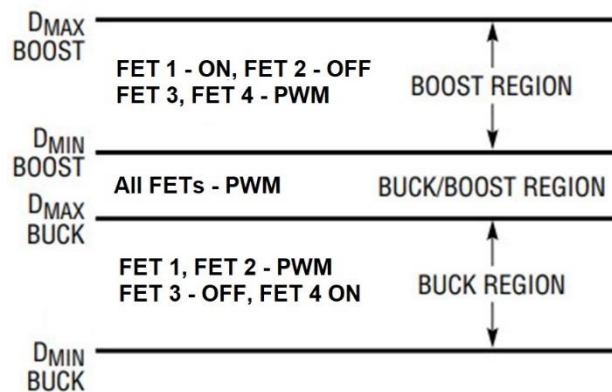 DMAX
BOOST
FET 1 - ON, FET 2 - OFF
FET 3, FET 4 - PWM
BOOST REGION
DMIN
BOOST
All FETs - PWM
BUCK/BOOST REGION
DMAX
BUCK
FET 1, FET 2 - PWM
FET 3 - OFF, FET 4 ON
BUCK REGION
DMIN
BUCK